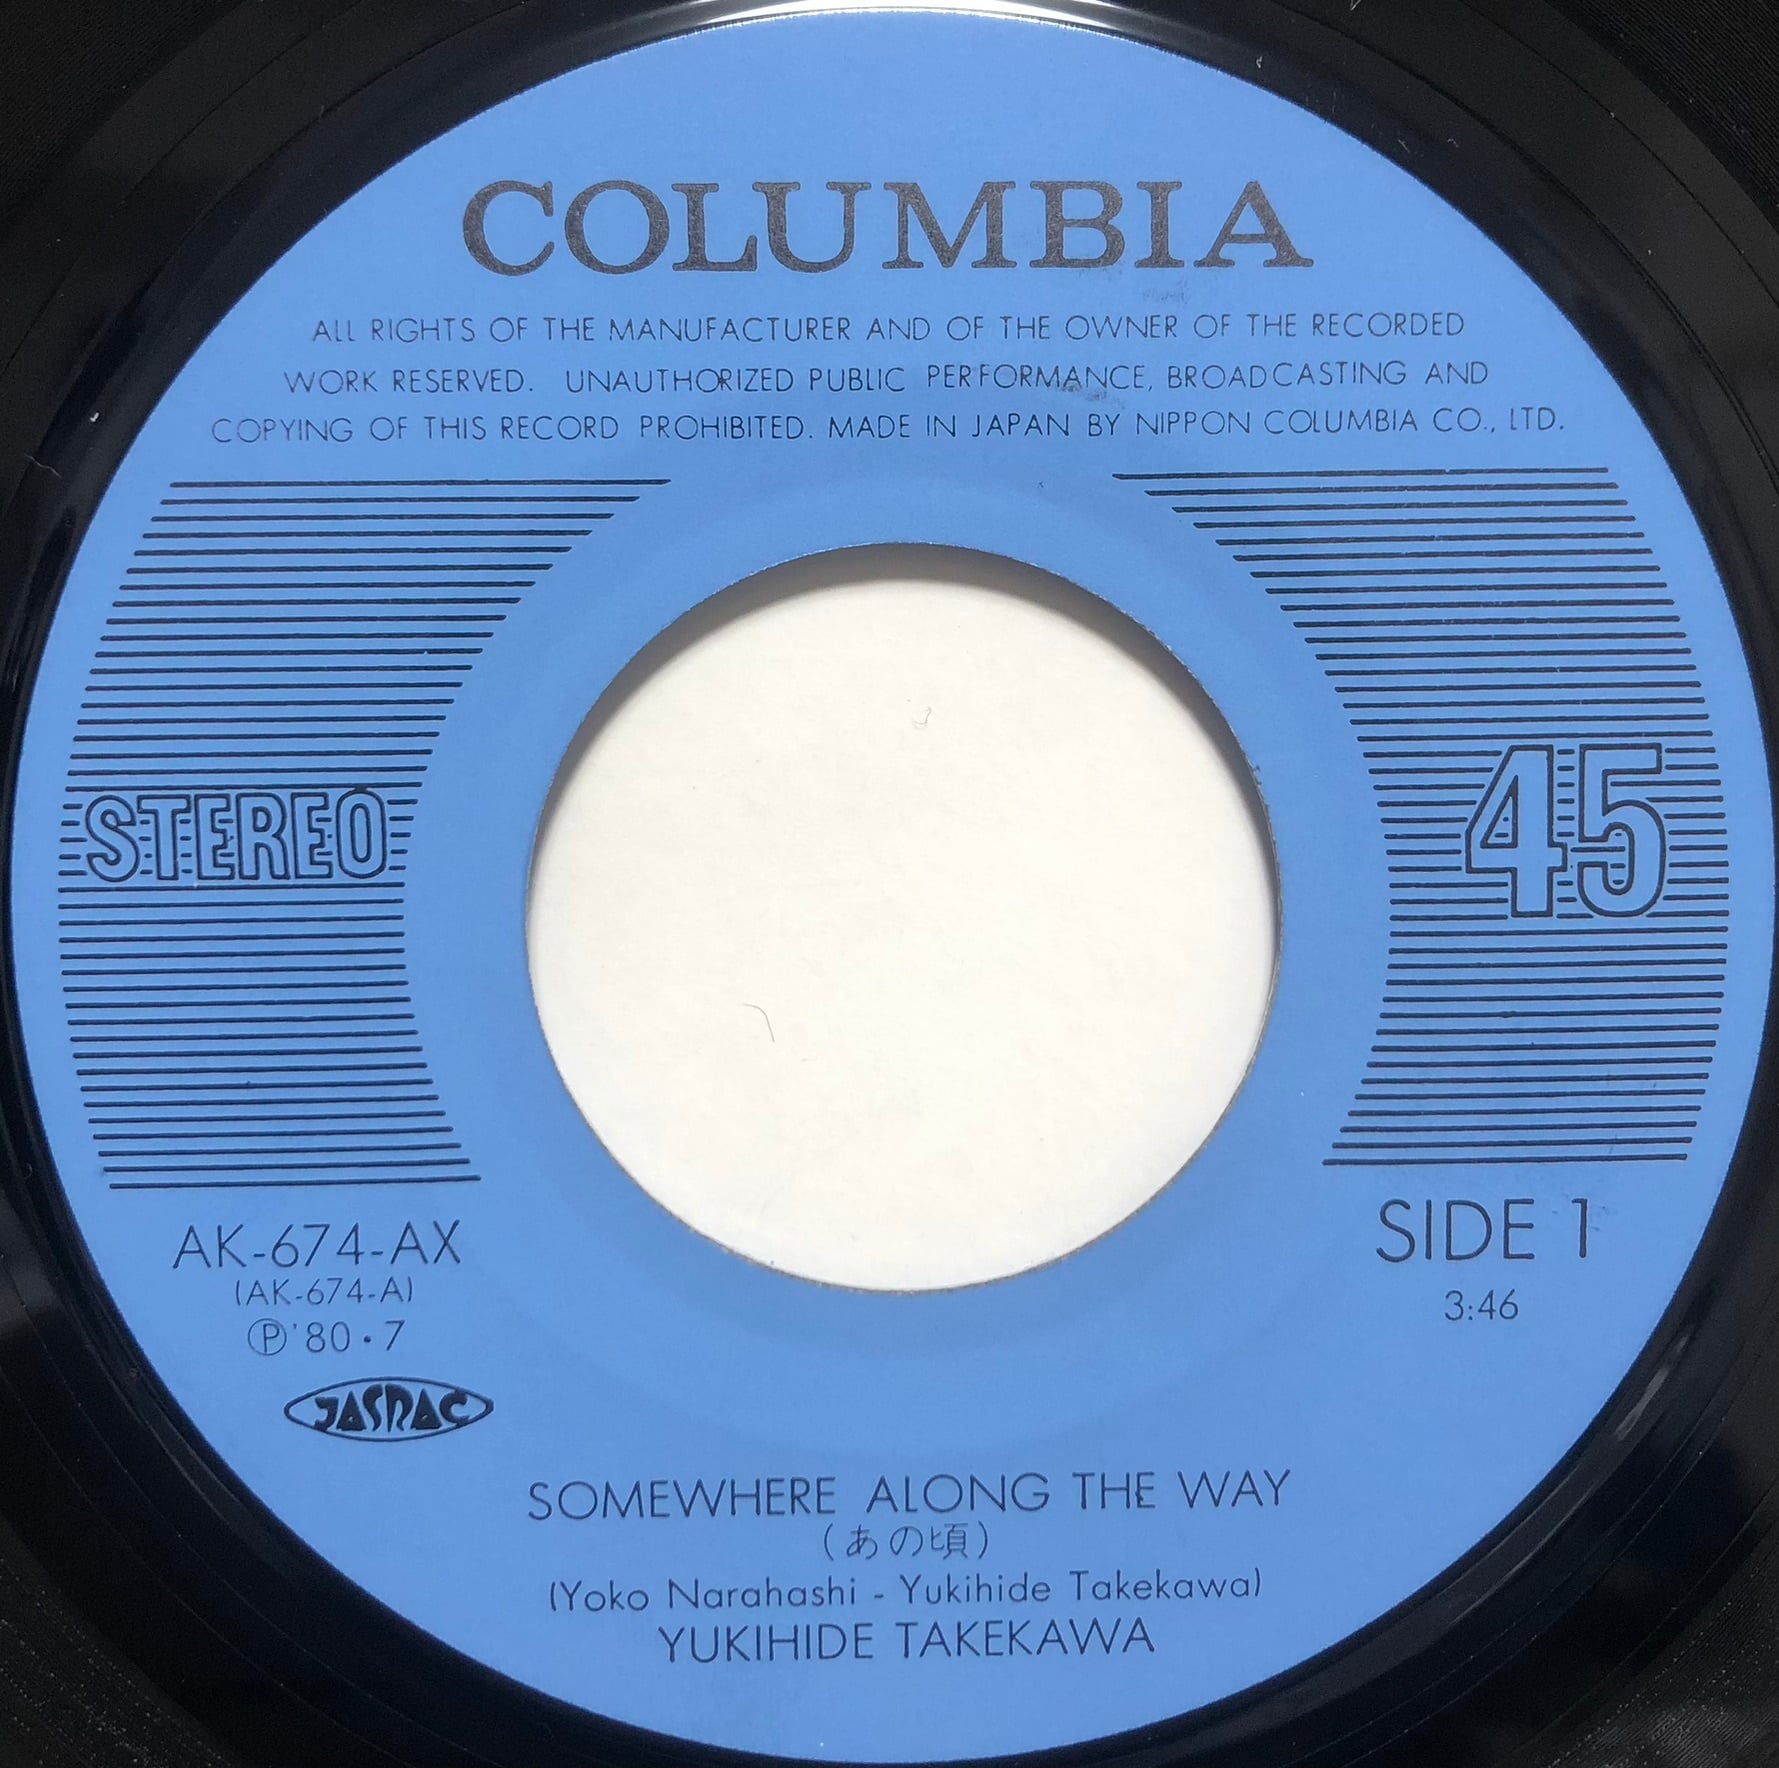 COLUMBIA
ALL RIGHTS OF THE MANUFACTURER AND OF THE OWNER OF THE RECORDED
WORK RESERVED. UNAUTHORIZED PUBLIC PERFORMANCE, BROADCASTING AND
COPYING OF THIS RECORD PROHIBITED. MADE IN JAPAN BY NIPPON COLUMBIA CO., LTD.
STEREO
45
AK-674-AX
(AK-674-A)
Ⓟ'80・7
JASRAC
SIDE 1
3:46
SOMEWHERE ALONG THE WAY
(あの頃)
(Yoko Narahashi - Yukihide Takekawa)
YUKIHIDE TAKEKAWA